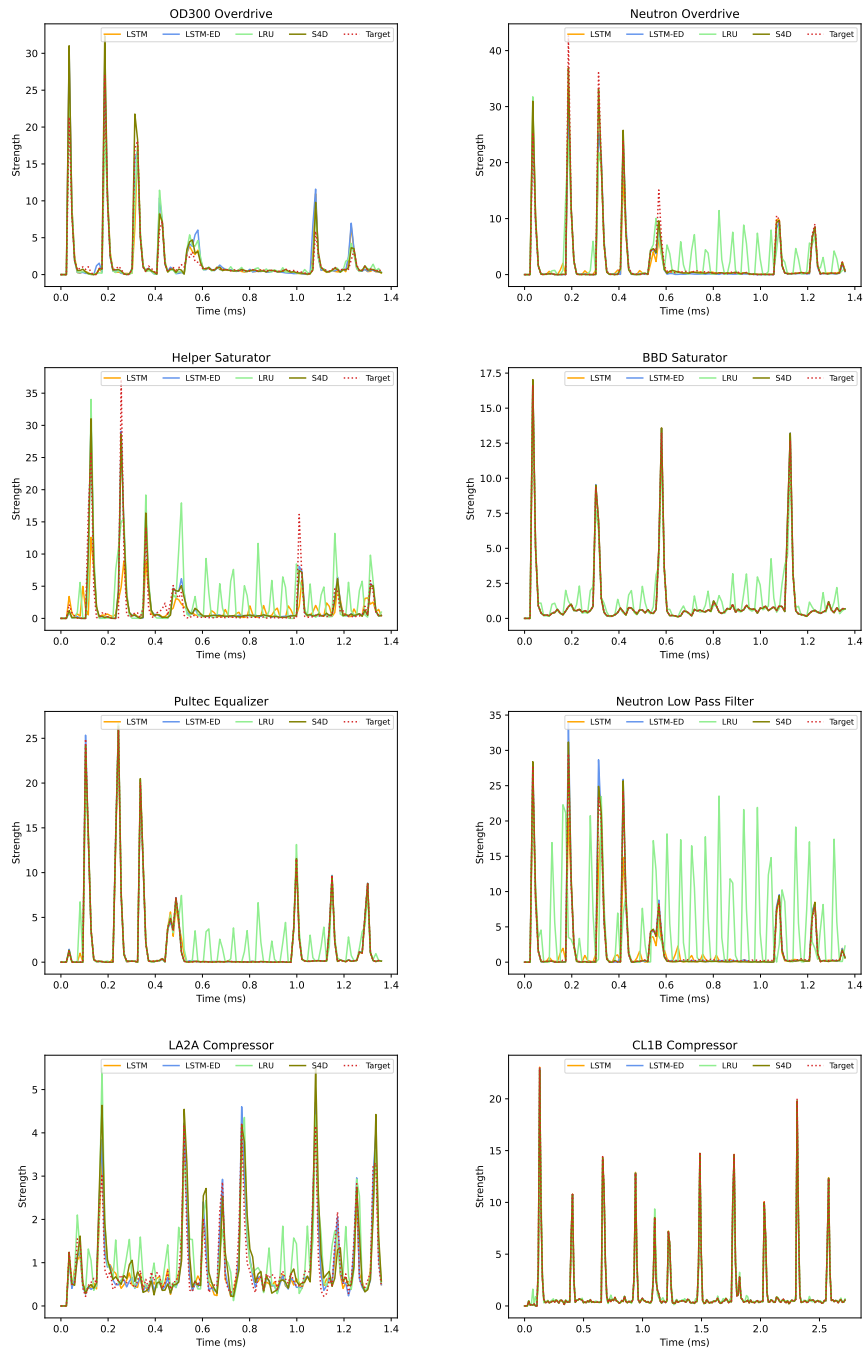 OD300 Overdrive
LSTM LSTM-ED LRU S4D Target
Strength
30
25
20
15
10
5
0
0.0 0.2 0.4 0.6 0.8 1.0 1.2 1.4
Time (ms)
Neutron Overdrive
LSTM LSTM-ED LRU S4D Target
Strength
40
30
20
10
0
0.0 0.2 0.4 0.6 0.8 1.0 1.2 1.4
Time (ms)
Helper Saturator
LSTM LSTM-ED LRU S4D Target
Strength
35
30
25
20
15
10
5
0
0.0 0.2 0.4 0.6 0.8 1.0 1.2 1.4
Time (ms)
BBD Saturator
LSTM LSTM-ED LRU S4D Target
Strength
17.5
15.0
12.5
10.0
7.5
5.0
2.5
0.0
0.0 0.2 0.4 0.6 0.8 1.0 1.2 1.4
Time (ms)
Pultec Equalizer
LSTM LSTM-ED LRU S4D Target
Strength
25
20
15
10
5
0
0.0 0.2 0.4 0.6 0.8 1.0 1.2 1.4
Time (ms)
Neutron Low Pass Filter
LSTM LSTM-ED LRU S4D Target
Strength
35
30
25
20
15
10
5
0
0.0 0.2 0.4 0.6 0.8 1.0 1.2 1.4
Time (ms)
LA2A Compressor
LSTM LSTM-ED LRU S4D Target
Strength
5
4
3
2
1
0
0.0 0.2 0.4 0.6 0.8 1.0 1.2 1.4
Time (ms)
CL1B Compressor
LSTM LSTM-ED LRU S4D Target
Strength
20
15
10
5
0
0.0 0.5 1.0 1.5 2.0 2.5
Time (ms)